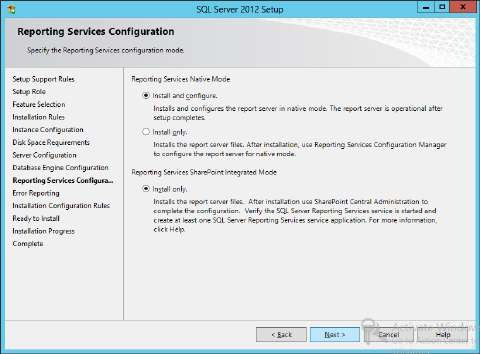 SQL Server 2012 Setup
Reporting Services Configuration
Specify the Reporting Services configuration mode.
Setup Support Rules
Setup Role
Feature Selection
Installation Rules
Instance Configuration
Disk Space Requirements
Server Configuration
Database Engine Configuration
Reporting Services Configura...
Error Reporting
Installation Configuration Rules
Ready to Install
Installation Progress
Complete
Reporting Services Native Mode
Install and configure.
Installs and configures the report server in native mode. The report server is operational after
setup completes.
Install only.
Installs the report server files. After installation, use Reporting Services Configuration Manager
to configure the report server for native mode.
Reporting Services SharePoint Integrated Mode
Install only.
Installs the report server files. After installation use SharePoint Central Administration to
complete the configuration. Verify the SQL Server Reporting Services service is started and
create at least one SQL Server Reporting Services service application. For more information,
click Help.
< Back
Next >
Cancel
Help
Activate Window